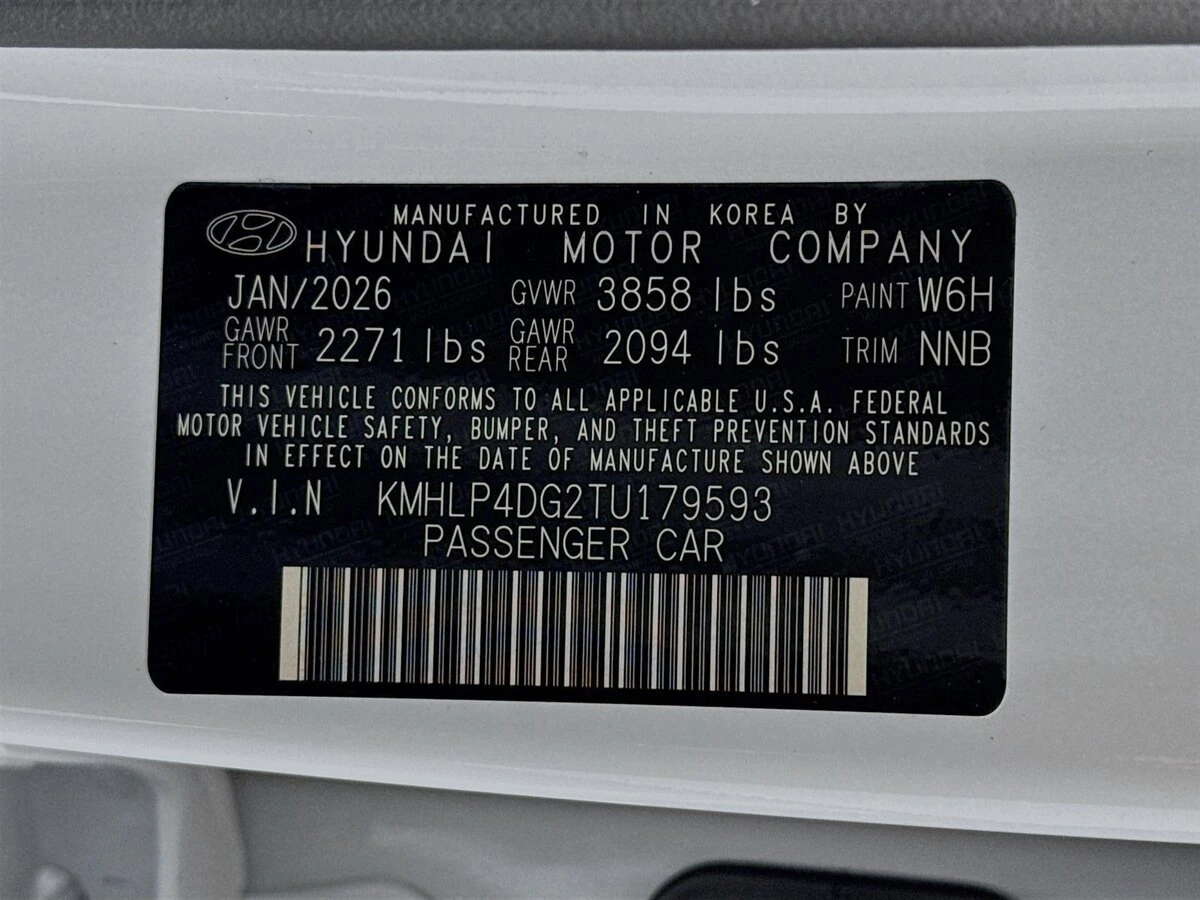 MANUFACTURED IN KOREA BY
HYUNDAI MOTOR COMPANY
JAN/2026 GVWR 3858 lbs PAINT W6H
GAWR FRONT 2271 lbs GAWR REAR 2094 lbs TRIM NNB
THIS VEHICLE CONFORMS TO ALL APPLICABLE U.S.A. FEDERAL
MOTOR VEHICLE SAFETY, BUMPER, AND THEFT PREVENTION STANDARDS
IN EFFECT ON THE DATE OF MANUFACTURE SHOWN ABOVE
V.I.N KMHLP4DG2TU179593
PASSENGER CAR